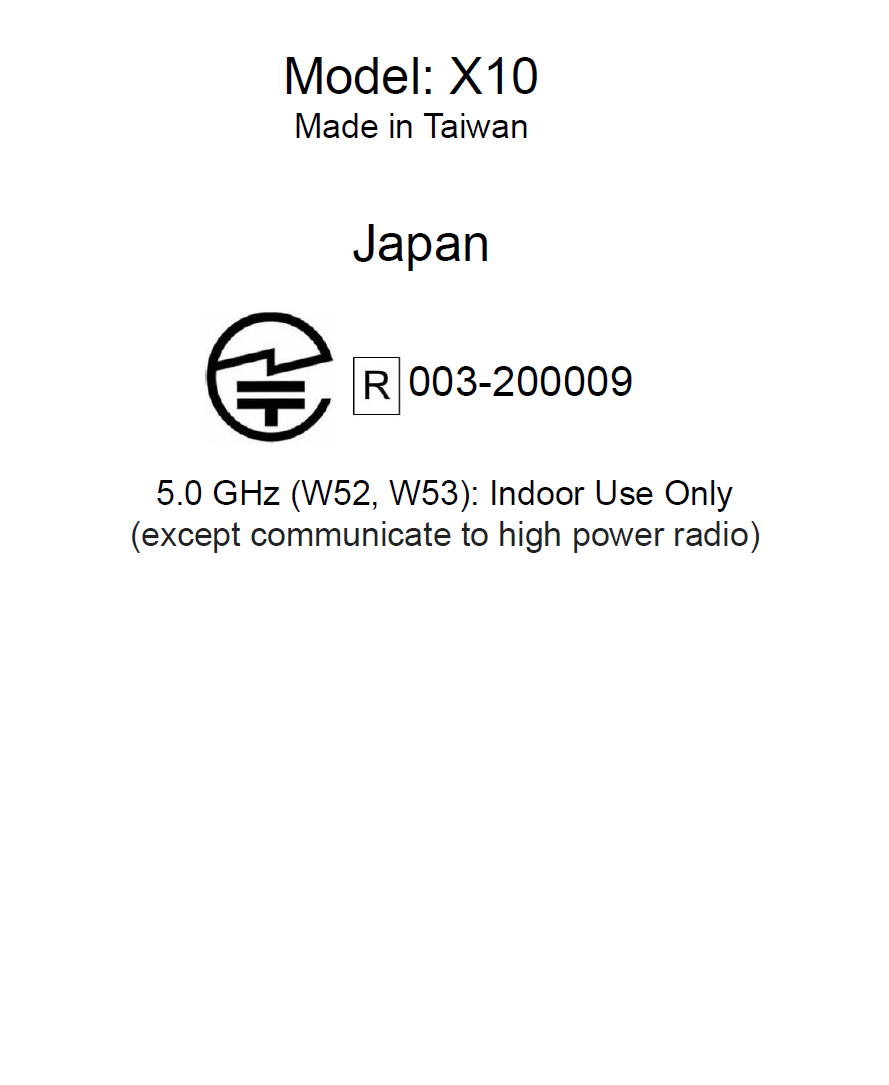 Model: X10
Made in Taiwan
Japan
R 003-200009
5.0 GHz (W52, W53): Indoor Use Only
(except communicate to high power radio)